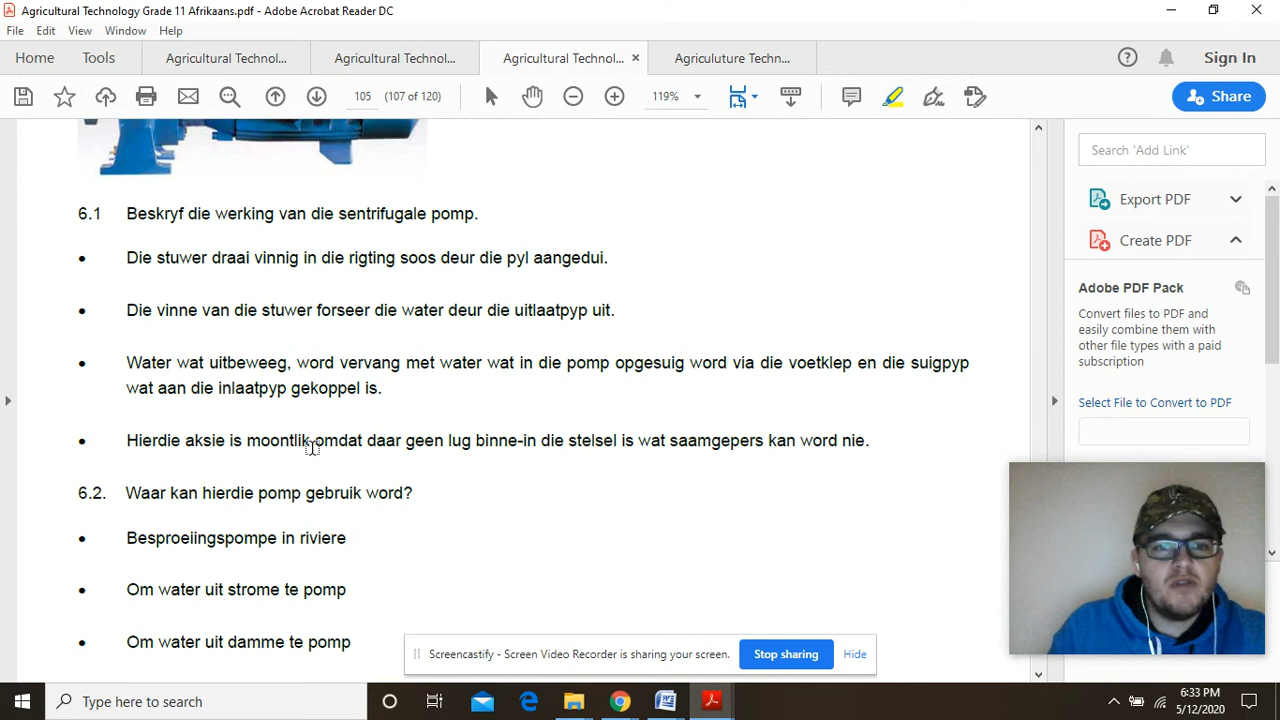 Agricultural Technology Grade 11 Afrikaans.pdf - Adobe Acrobat Reader DC
File Edit View Window Help
Home Tools Agricultural Technol... Agricultural Technol... Agricultural Technol... × Agriculuture Techn... Sign In
105 (107 of 120) 119% Share
Search 'Add Link'
Export PDF
Create PDF
Adobe PDF Pack
Convert files to PDF and
easily combine them with
other file types with a paid
subscription
Select File to Convert to PDF
6.1 Beskryf die werking van die sentrifugale pomp.
• Die stuwer draai vinnig in die rigting soos deur die pyl aangedui.
• Die vinne van die stuwer forseer die water deur die uitlaatpyp uit.
• Water wat uitbeweeg, word vervang met water wat in die pomp opgesuig word via die voetklep en die suigpyp
wat aan die inlaatpyp gekoppel is.
• Hierdie aksie is moontlik omdat daar geen lug binne-in die stelsel is wat saamgepers kan word nie.
6.2. Waar kan hierdie pomp gebruik word?
• Besproeiingspompe in riviere
• Om water uit strome te pomp
• Om water uit damme te pomp
Screencastify - Screen Video Recorder is sharing your screen. Stop sharing Hide
Type here to search
6:33 PM
5/12/2020